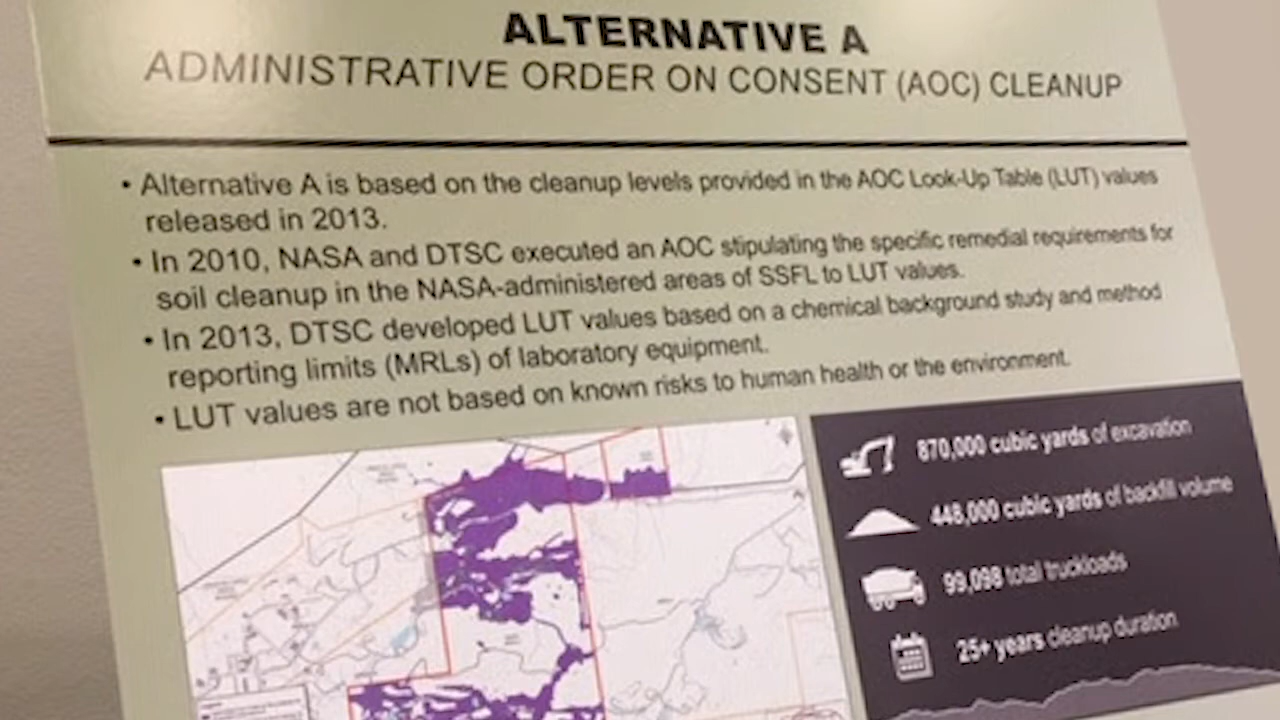 ALTERNATIVE A
ADMINISTRATIVE ORDER ON CONSENT (AOC) CLEANUP
• Alternative A is based on the cleanup levels provided in the AOC Look-Up Table (LUT) values
released in 2013.
• In 2010, NASA and DTSC executed an AOC stipulating the specific remedial requirements for
soil cleanup in the NASA-administered areas of SSFL to LUT values.
• In 2013, DTSC developed LUT values based on a chemical background study and method
reporting limits (MRLs) of laboratory equipment.
• LUT values are not based on known risks to human health or the environment.
870,000 cubic yards of excavation
448,000 cubic yards of backfill volume
99,098 total truckloads
25+ years cleanup duration